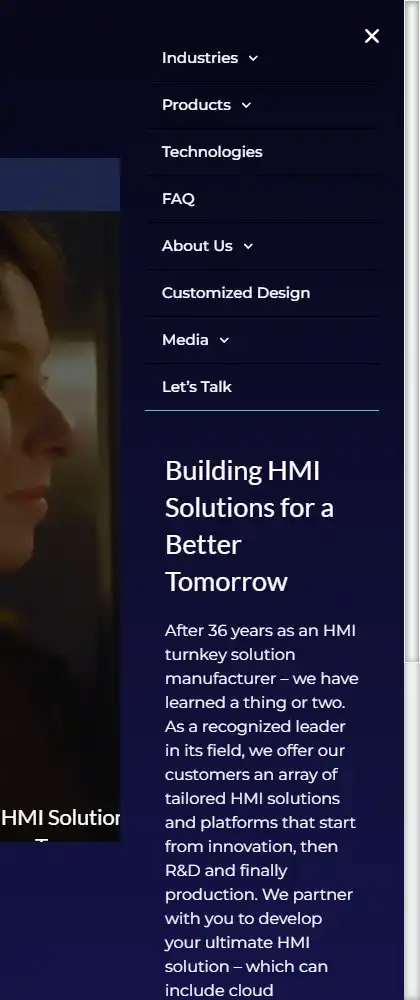 Industries
Products
Technologies
FAQ
About Us
Customized Design
Media
Let's Talk
Building HMI
Solutions for a
Better
Tomorrow
After 36 years as an HMI
turnkey solution
manufacturer – we have
learned a thing or two.
As a recognized leader
in its field, we offer our
customers an array of
tailored HMI solutions
and platforms that start
from innovation, then
R&D and finally
production. We partner
with you to develop
your ultimate HMI
solution – which can
include cloud
HMI Solution